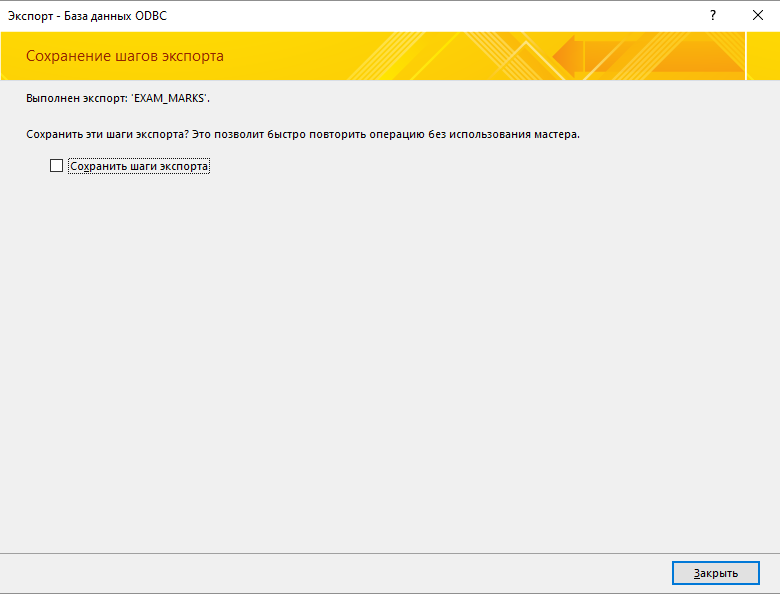 Экспорт - База данных ODBC
?
Сохранение шагов экспорта
Выполнен экспорт: 'EXAM_MARKS'.
Сохранить эти шаги экспорта? Это позволит быстро повторить операцию без использования мастера.
Сохранить шаги экспорта
Закрыть